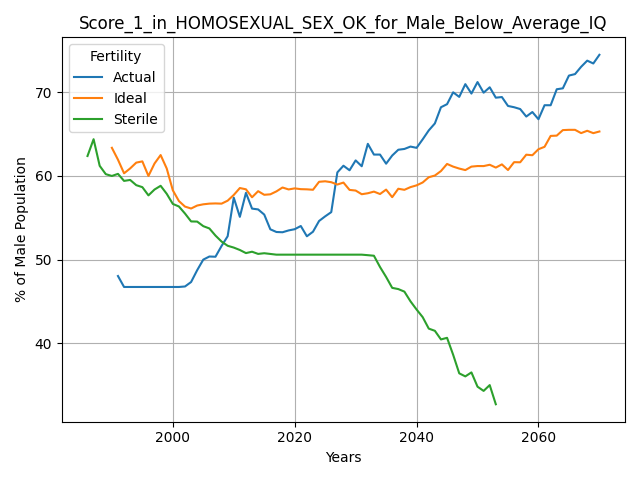 Score_1_in_HOMOSEXUAL_SEX_OK_for_Male_Below_Average_IQ
Fertility
Actual
Ideal
Sterile
% of Male Population
70
60
50
40
2000
2020
2040
2060
Years